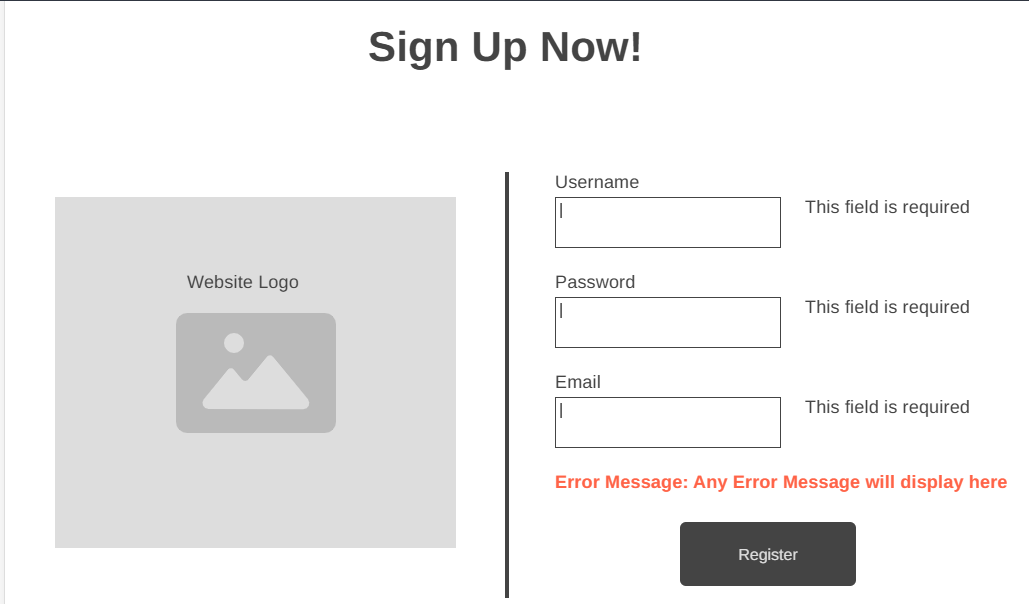 Sign Up Now!
Website Logo
Username
This field is required
Password
This field is required
Email
This field is required
Error Message: Any Error Message will display here
Register